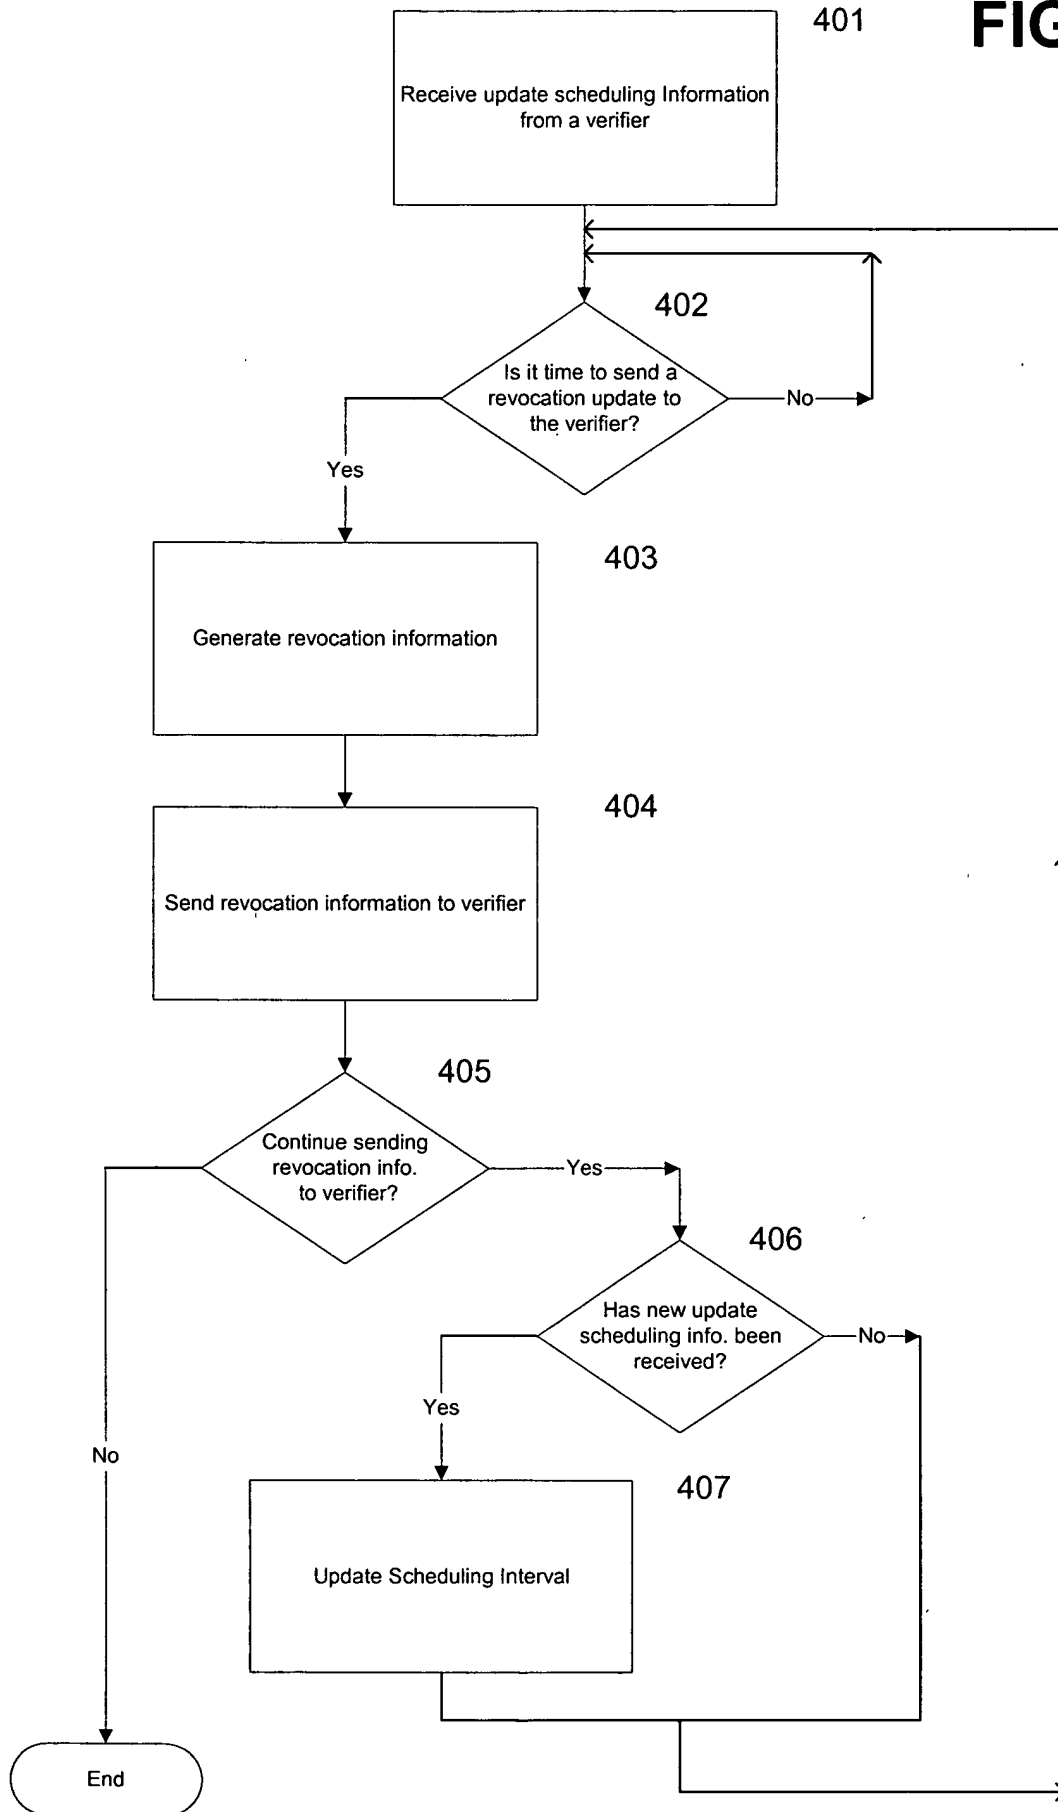 401
FIG
Receive update scheduling Information
from a verifier
402
Is it time to send a
revocation update to
the verifier?
No
Yes
403
Generate revocation information
404
Send revocation information to verifier
405
Continue sending
revocation info.
to verifier?
Yes
406
Has new update
scheduling info. been
received?
No
Yes
No
407
Update Scheduling Interval
End